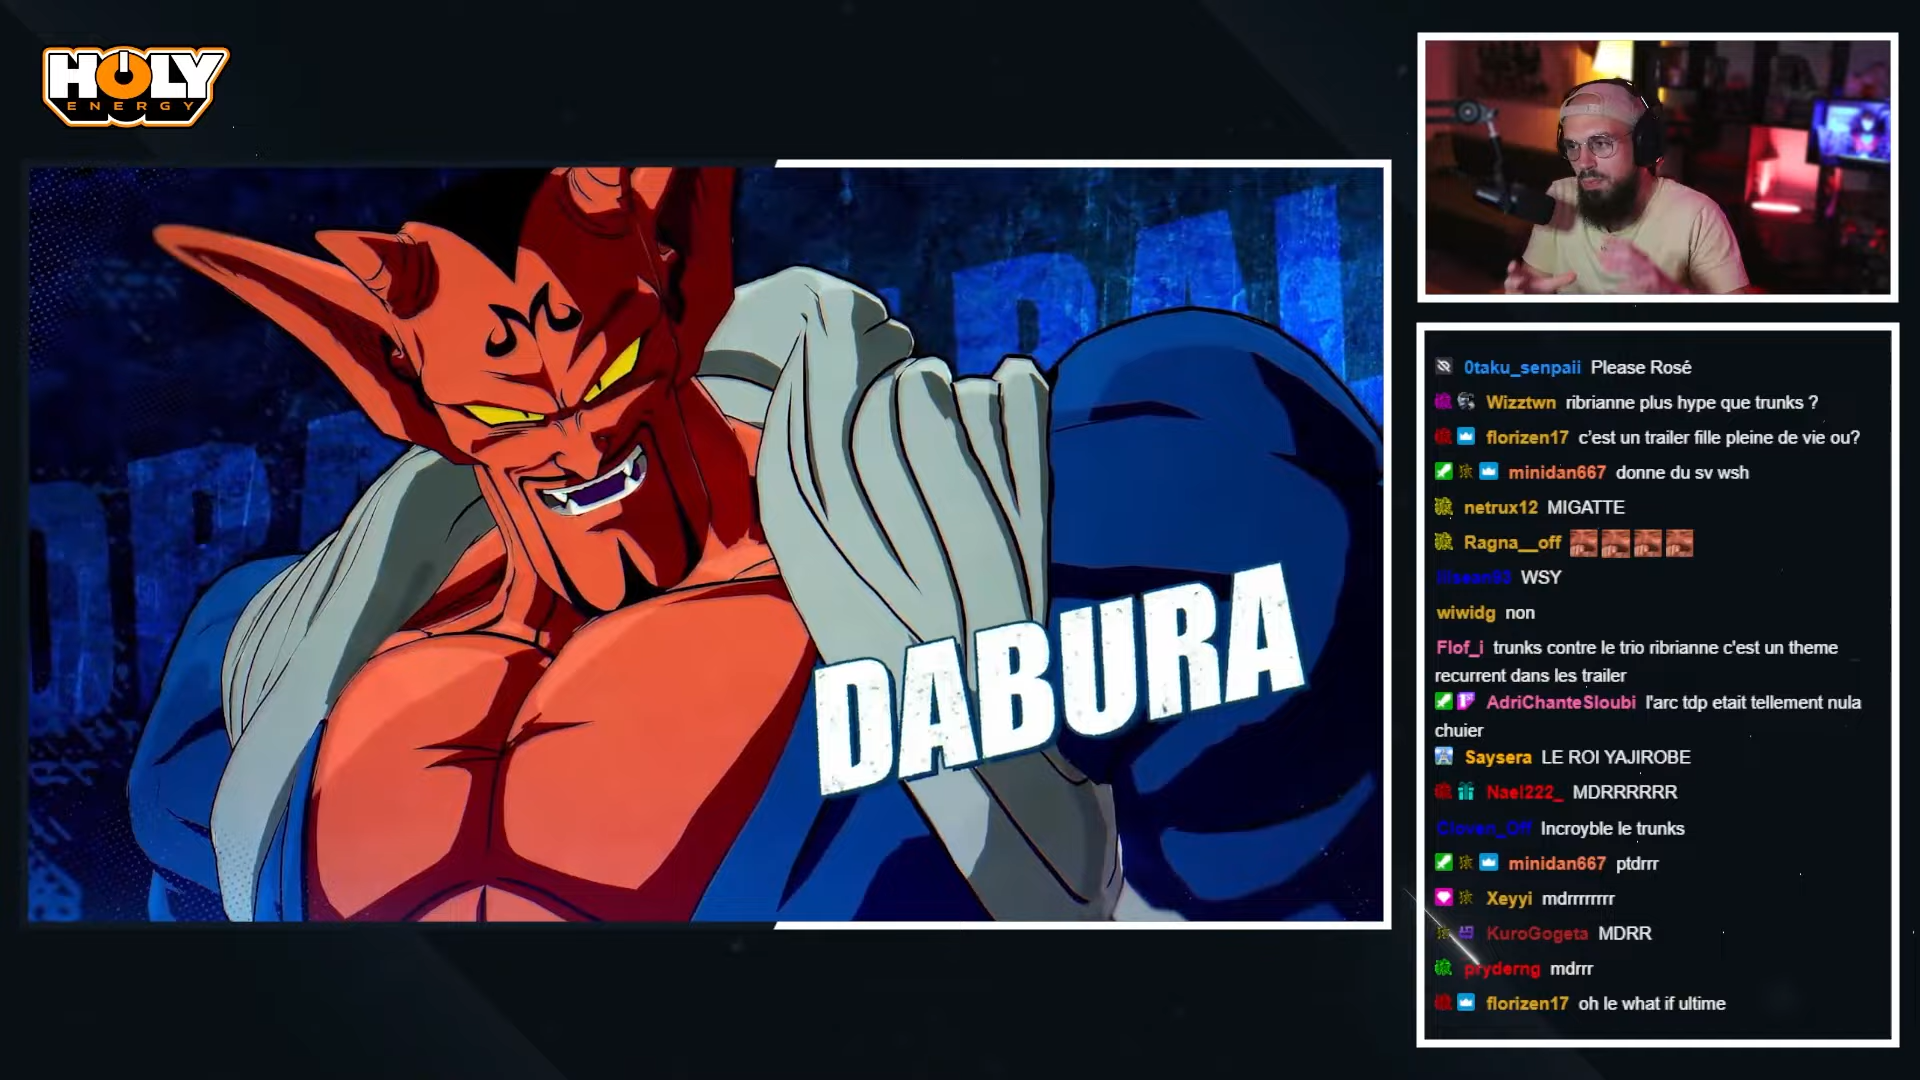 HOLY
ENERGY
DABURA
0taku_senpaii Please Rosé
Wizztwn ribrianne plus hype que trunks ?
florizen17 c'est un trailer fille pleine de vie ou?
minidan667 donne du sv wsh
netrux12 MIGATTE
Ragna__off
WSY
wiwidg non
Flof_i trunks contre le trio ribrianne c'est un theme
recurrent dans les trailer
AdriChanteSloubi l'arc tdp etait tellement nula
chuier
Saysera LE ROI YAJIROBE
Nael222_ MDRRRRRR
Cloven_Off Incroyble le trunks
minidan667 ptdrrr
Xeyyi mdrrrrrrrr
KuroGogeta MDRR
pryderng mdrrr
florizen17 oh le what if ultime